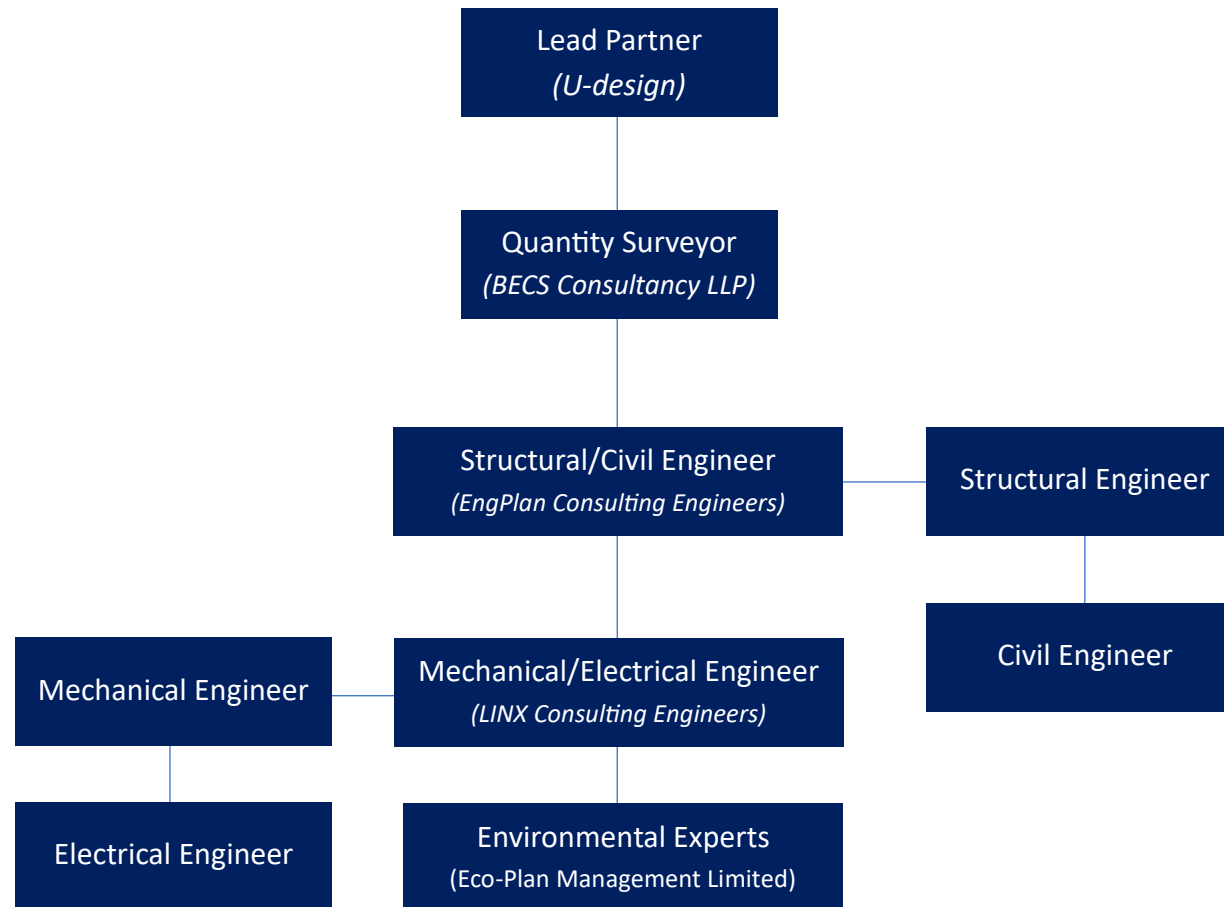 Lead Partner
(U-design)
Quantity Surveyor
(BECS Consultancy LLP)
Structural/Civil Engineer
(EngPlan Consulting Engineers)
Structural Engineer
Civil Engineer
Mechanical Engineer
Mechanical/Electrical Engineer
(LINX Consulting Engineers)
Electrical Engineer
Environmental Experts
(Eco-Plan Management Limited)